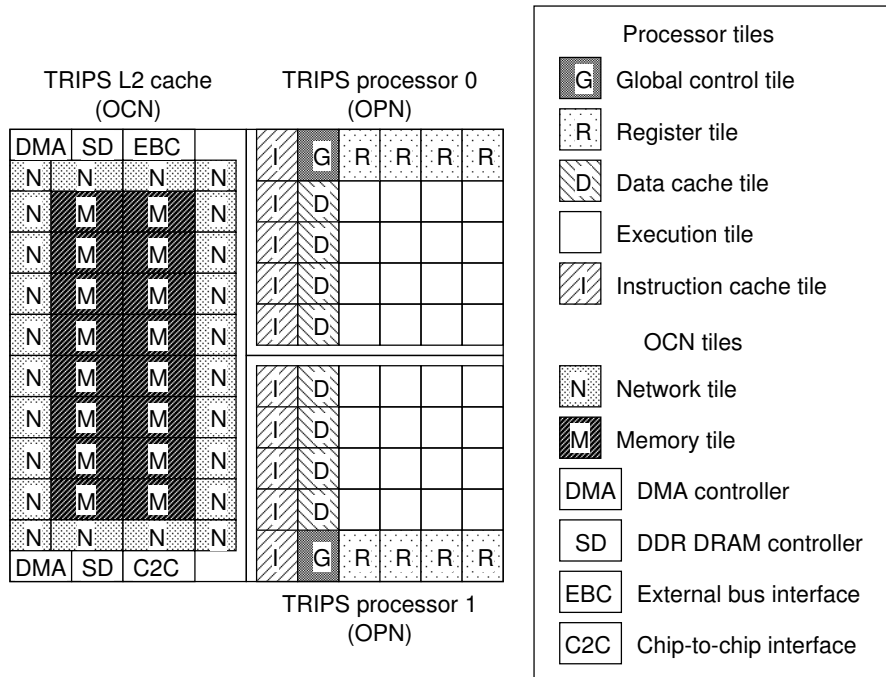 TRIPS L2 cache
(OCN)
TRIPS processor 0
(OPN)
DMA SD EBC
N N N N
N M M N
N M M N
N M M N
N M M N
N M M N
N M M N
N M M N
N M M N
N N N N
DMA SD C2C
I G R R R R
I D
I D
I D
I D
I D
I D
I D
I D
I G R R R R
TRIPS processor 1
(OPN)
Processor tiles
G Global control tile
R Register tile
D Data cache tile
Execution tile
I Instruction cache tile
OCN tiles
N Network tile
M Memory tile
DMA DMA controller
SD DDR DRAM controller
EBC External bus interface
C2C Chip-to-chip interface